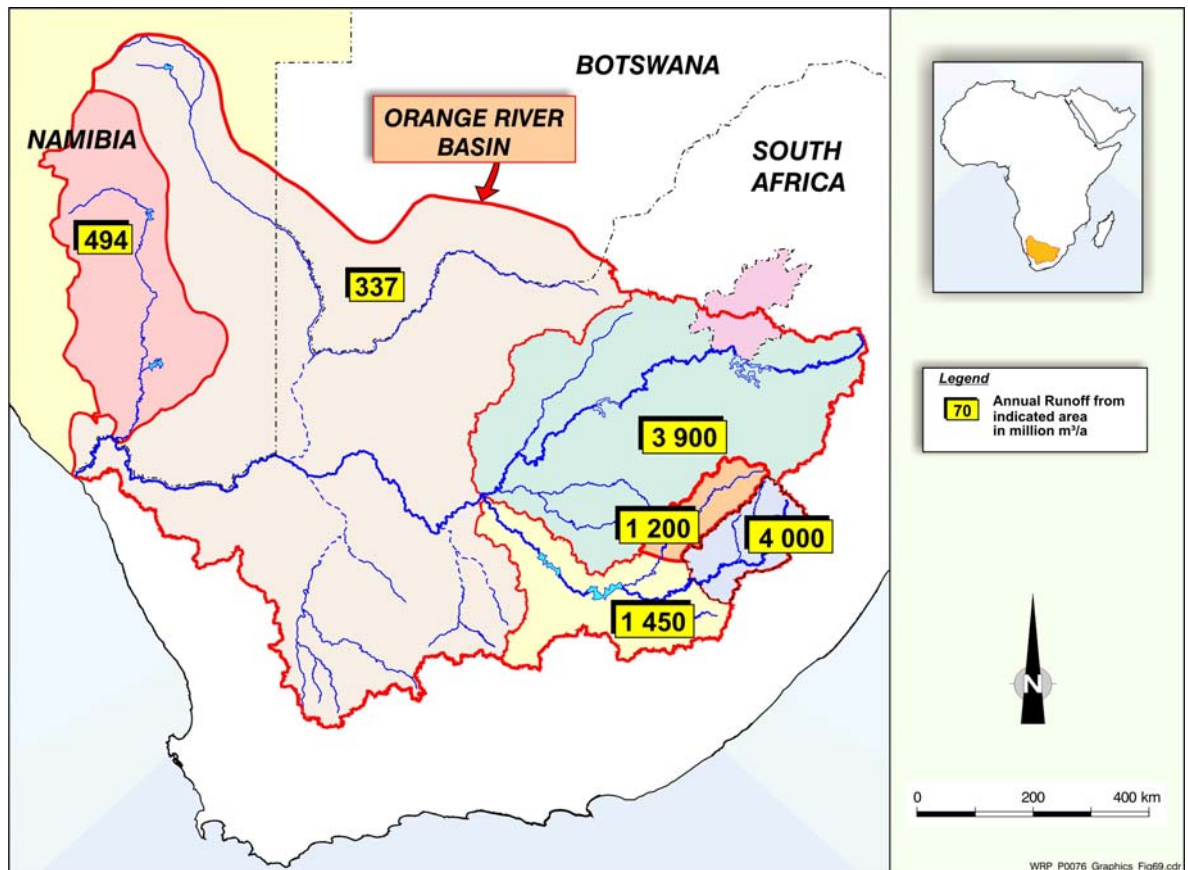 BOTSWANA
ORANGE RIVER
BASIN
NAMIBIA
SOUTH
AFRICA
494
337
3 900
1 200
4 000
1 450
Legend
70
Annual Runoff from
indicated area
in million m³/a
N
0 200 400 km
WRP_P0076_Graphics_Fig69.cdr